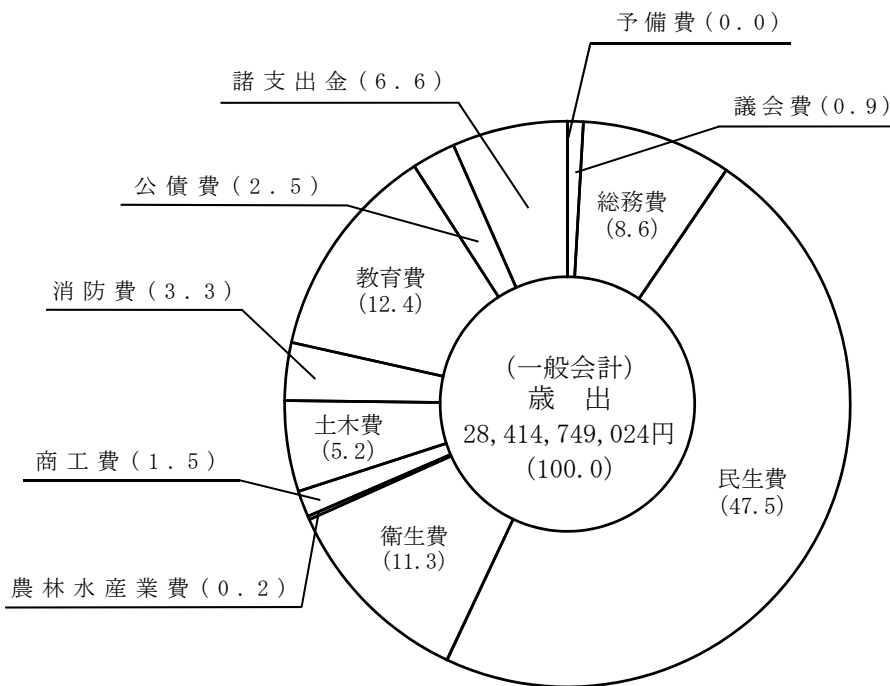 予備費(0.0)
諸支出金(6.6)
議会費(0.9)
公債費(2.5)
総務費
(8.6)
教育費
(12.4)
消防費(3.3)
(一般会計)
歳　出
28,414,749,024円
(100.0)
土木費
(5.2)
商工費(1.5)
民生費
(47.5)
衛生費
(11.3)
農林水産業費(0.2)